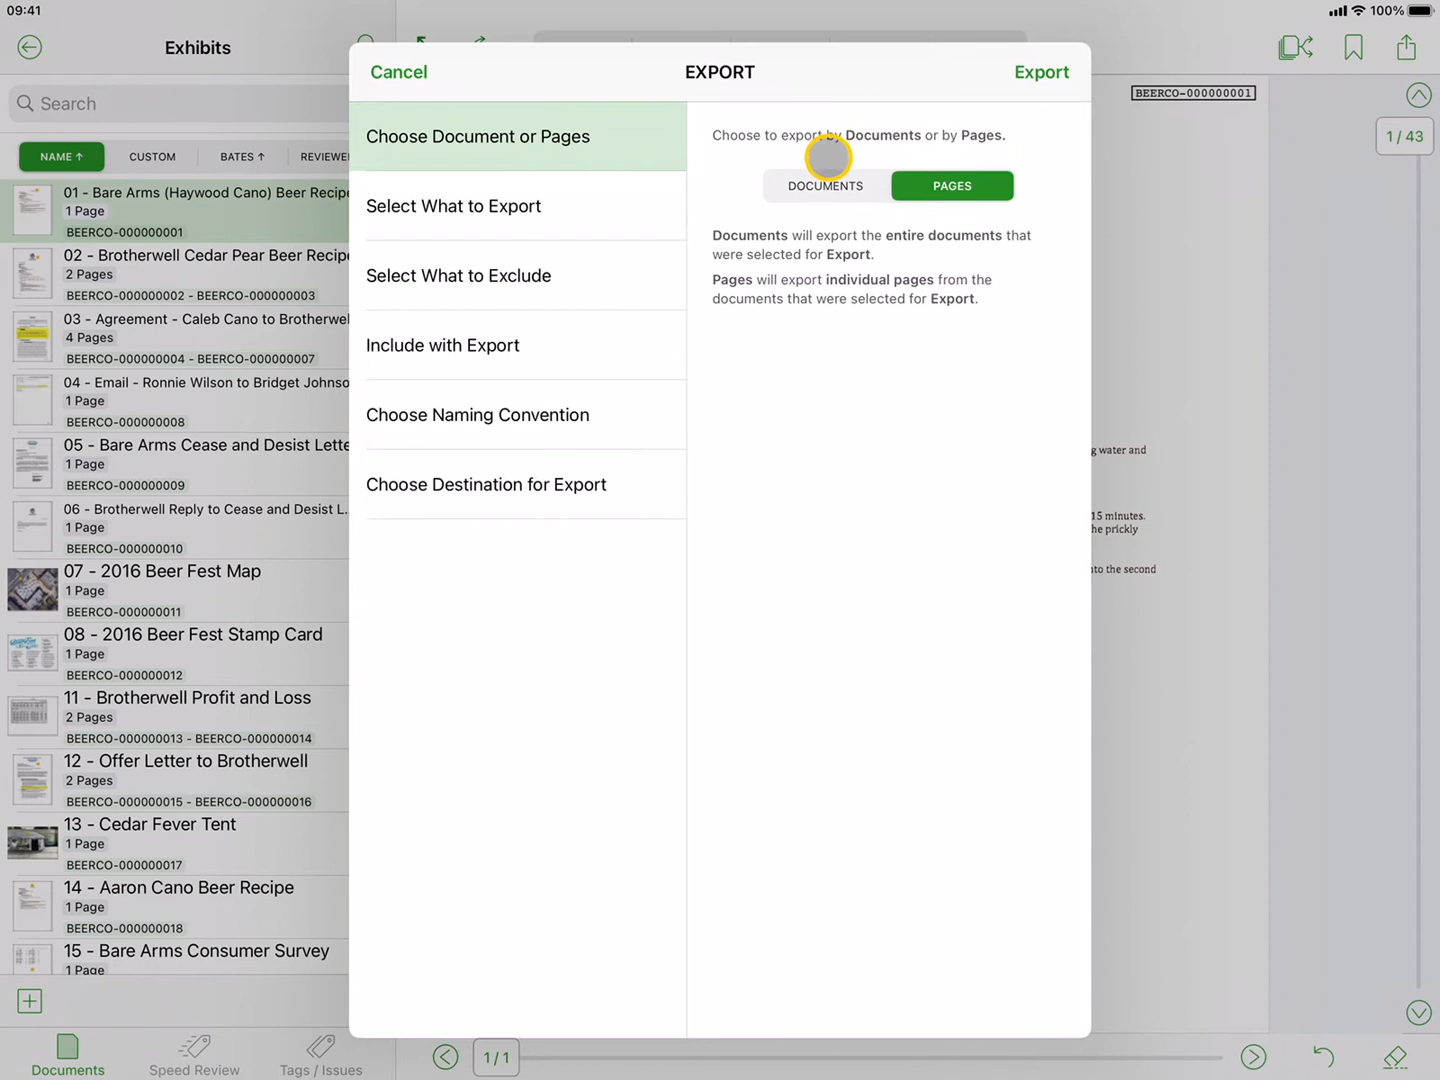 09:41
100%
Exhibits
Search
NAME ↑
CUSTOM
BATES ↑
REVIEWE
01 - Bare Arms (Haywood Cano) Beer Recipe
1 Page
BEERCO-000000001
02 - Brotherwell Cedar Pear Beer Recipe
2 Pages
BEERCO-000000002 - BEERCO-000000003
03 - Agreement - Caleb Cano to Brotherwel
4 Pages
BEERCO-000000004 - BEERCO-000000007
04 - Email - Ronnie Wilson to Bridget Johnso
1 Page
BEERCO-000000008
05 - Bare Arms Cease and Desist Lette
1 Page
BEERCO-000000009
06 - Brotherwell Reply to Cease and Desist L...
1 Page
BEERCO-000000010
07 - 2016 Beer Fest Map
1 Page
BEERCO-000000011
08 - 2016 Beer Fest Stamp Card
1 Page
BEERCO-000000012
11 - Brotherwell Profit and Loss
2 Pages
BEERCO-000000013 - BEERCO-000000014
12 - Offer Letter to Brotherwell
2 Pages
BEERCO-000000015 - BEERCO-000000016
13 - Cedar Fever Tent
1 Page
BEERCO-000000017
14 - Aaron Cano Beer Recipe
1 Page
BEERCO-000000018
15 - Bare Arms Consumer Survey
1 Page
Documents
Speed Review
Tags / Issues
Cancel
EXPORT
Export
Choose Document or Pages
Select What to Export
Select What to Exclude
Include with Export
Choose Naming Convention
Choose Destination for Export
Choose to export by Documents or by Pages.
DOCUMENTS
PAGES
Documents will export the entire documents that
were selected for Export.
Pages will export individual pages from the
documents that were selected for Export.
BEERCO-000000001
1 / 43
g water and
15 minutes.
he prickly
nto the second
1 / 1